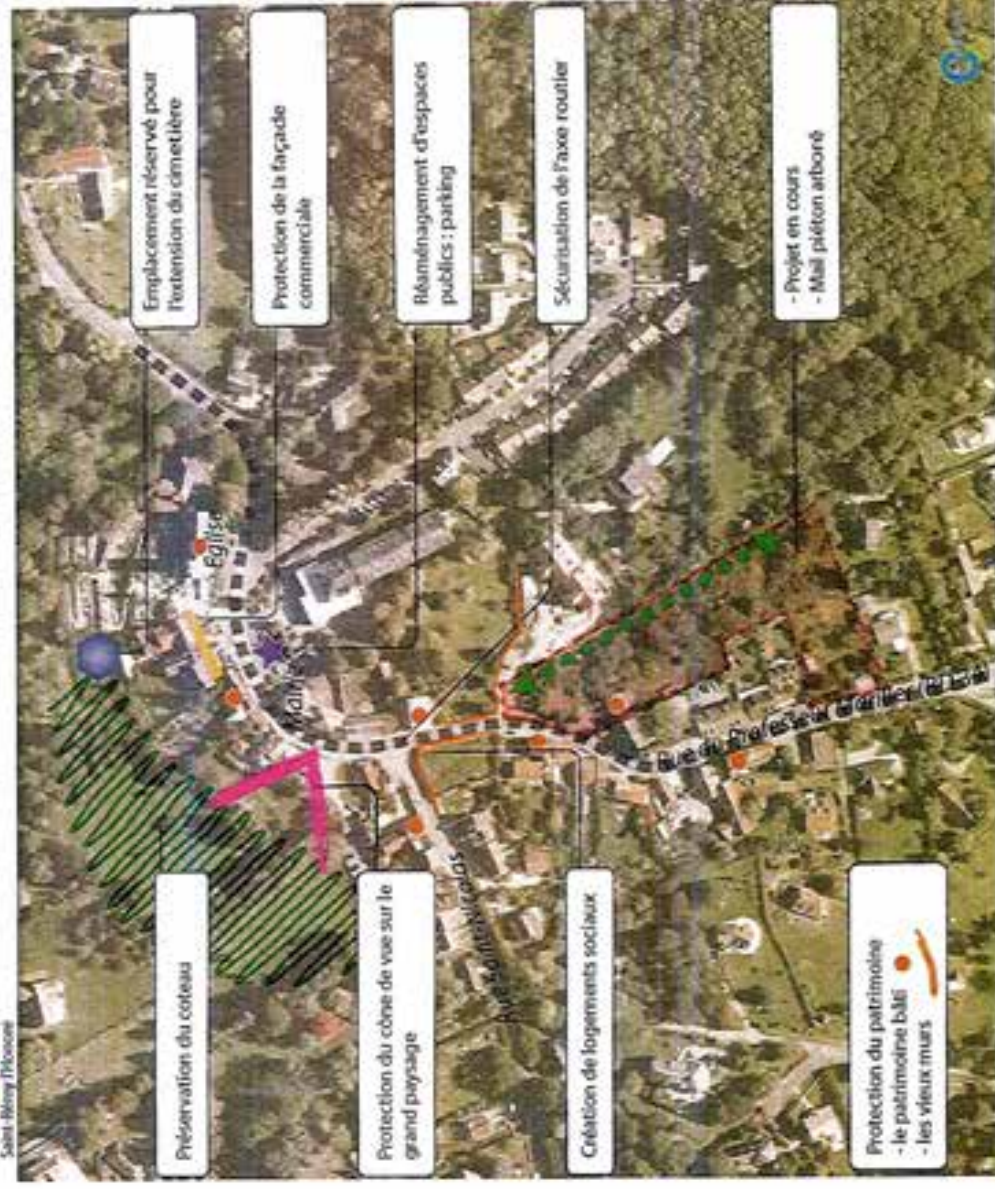 Saint-Rémy l'Honoré
Emplacement réservé pour
l'extension du cimetière
Protection de la façade
commerciale
Réaménagement d'espaces
publics : parking
Sécurisation de l'axe routier
- Projet en cours
- Mail piéton arboré
Préservation du coteau
Protection du cône de vue sur le
grand paysage
Création de logements sociaux
Protection du patrimoine
- le patrimoine bâti
- les vieux murs
Eglise
Mairie